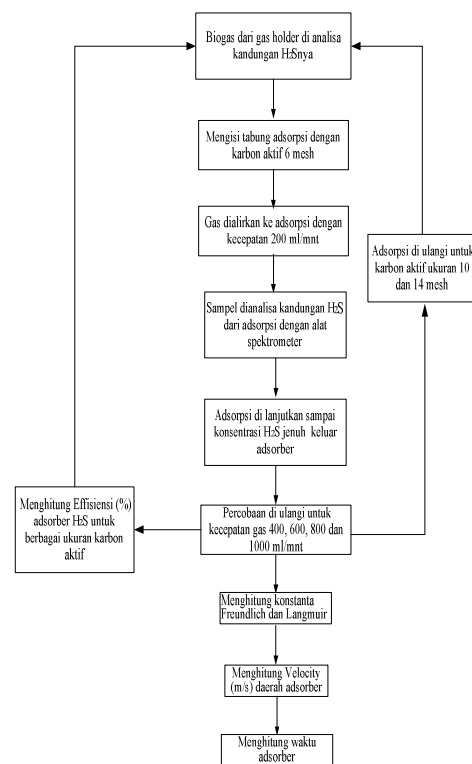 Biogas dari gas holder di analisa
kandungan H2Snya
Mengisi tabung adsorpsi dengan
karbon aktif 6 mesh
Gas dialirkan ke adsorpsi dengan
kecepatan 200 ml/mnt
Adsorpsi di ulangi untuk
karbon aktif ukuran 10
dan 14 mesh
Sampel dianalisa kandungan H2S
dari adsorpsi dengan alat
spektrometer
Adsorpsi di lanjutkan sampai
konsentrasi H2S jenuh keluar
adsorber
Menghitung Effisiensi (%)
adsorber H2S untuk
berbagai ukuran karbon
aktif
Percobaan di ulangi untuk
kecepatan gas 400, 600, 800 dan
1000 ml/mnt
Menghitung konstanta
Freundlich dan Langmuir
Menghitung Velocity
(m/s) daerah adsorber
Menghitung waktu
adsorber